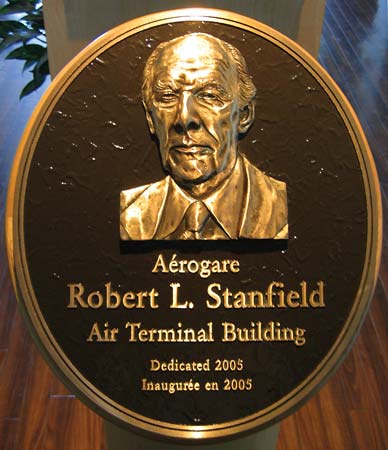 Aérogare
Robert L. Stanfield
Air Terminal Building
Dedicated 2005
Inaugurée en 2005